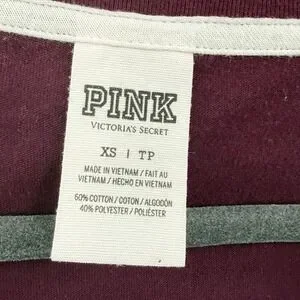 PINK
VICTORIA'S SECRET
XS | TP
MADE IN VIETNAM / FAIT AU
VIETNAM / HECHO EN VIETNAM
60% COTTON / COTON / ALGODÓN
40% POLYESTER / POLIÉSTER